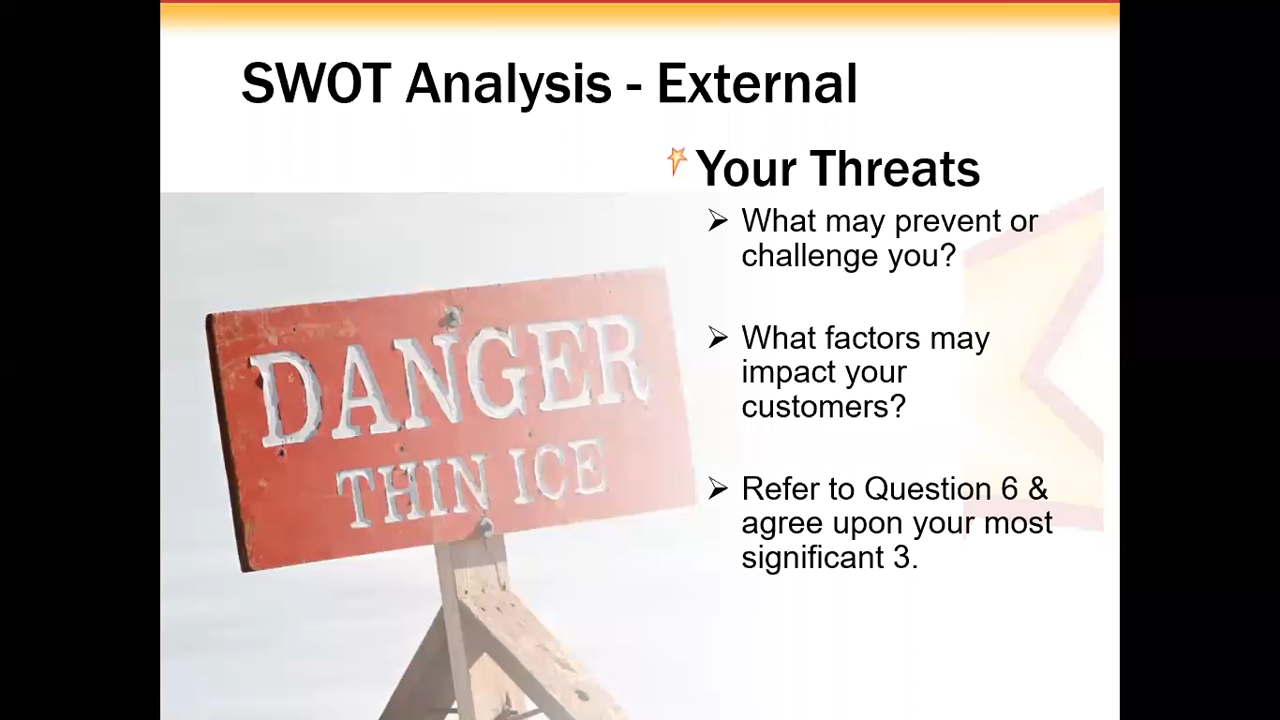 SWOT Analysis - External
Your Threats
What may prevent or
challenge you?
What factors may
impact your
customers?
Refer to Question 6 &
agree upon your most
significant 3.
DANGER
THIN ICE